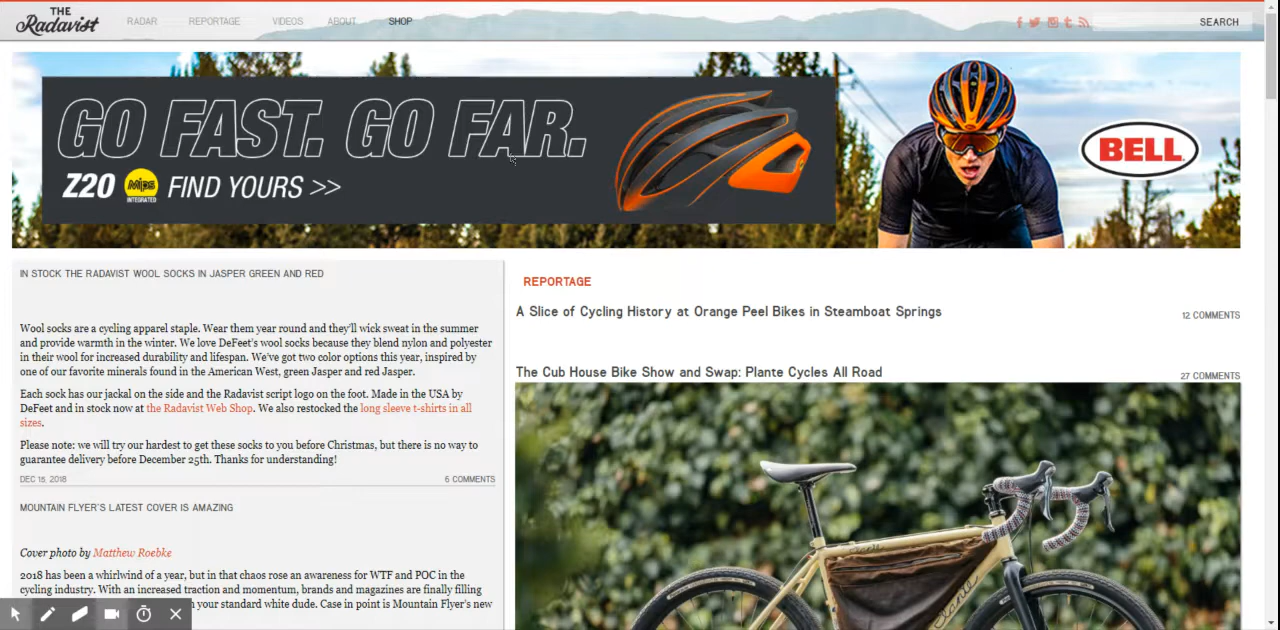 THE
Radavist
RADAR REPORTAGE VIDEOS ABOUT SHOP
SEARCH
GO FAST. GO FAR.
Z20 Mips INTEGRATED FIND YOURS >>
BELL
IN STOCK THE RADAVIST WOOL SOCKS IN JASPER GREEN AND RED
Wool socks are a cycling apparel staple. Wear them year round and they'll wick sweat in the summer
and provide warmth in the winter. We love DeFeet's wool socks because they blend nylon and polyester
in their wool for increased durability and lifespan. We've got two color options this year, inspired by
one of our favorite minerals found in the American West, green Jasper and red Jasper.
Each sock has our jackal on the side and the Radavist script logo on the foot. Made in the USA by
DeFeet and in stock now at the Radavist Web Shop. We also restocked the long sleeve t-shirts in all
sizes.
Please note: we will try our hardest to get these socks to you before Christmas, but there is no way to
guarantee delivery before December 25th. Thanks for understanding!
DEC 15, 2018 6 COMMENTS
MOUNTAIN FLYER'S LATEST COVER IS AMAZING
Cover photo by Matthew Roebke
2018 has been a whirlwind of a year, but in that chaos rose an awareness for WTF and POC in the
cycling industry. With an increased traction and momentum, brands and magazines are finally filling
your standard white dude. Case in point is Mountain Flyer's new
REPORTAGE
A Slice of Cycling History at Orange Peel Bikes in Steamboat Springs
12 COMMENTS
The Cub House Bike Show and Swap: Plante Cycles All Road
27 COMMENTS
Plante